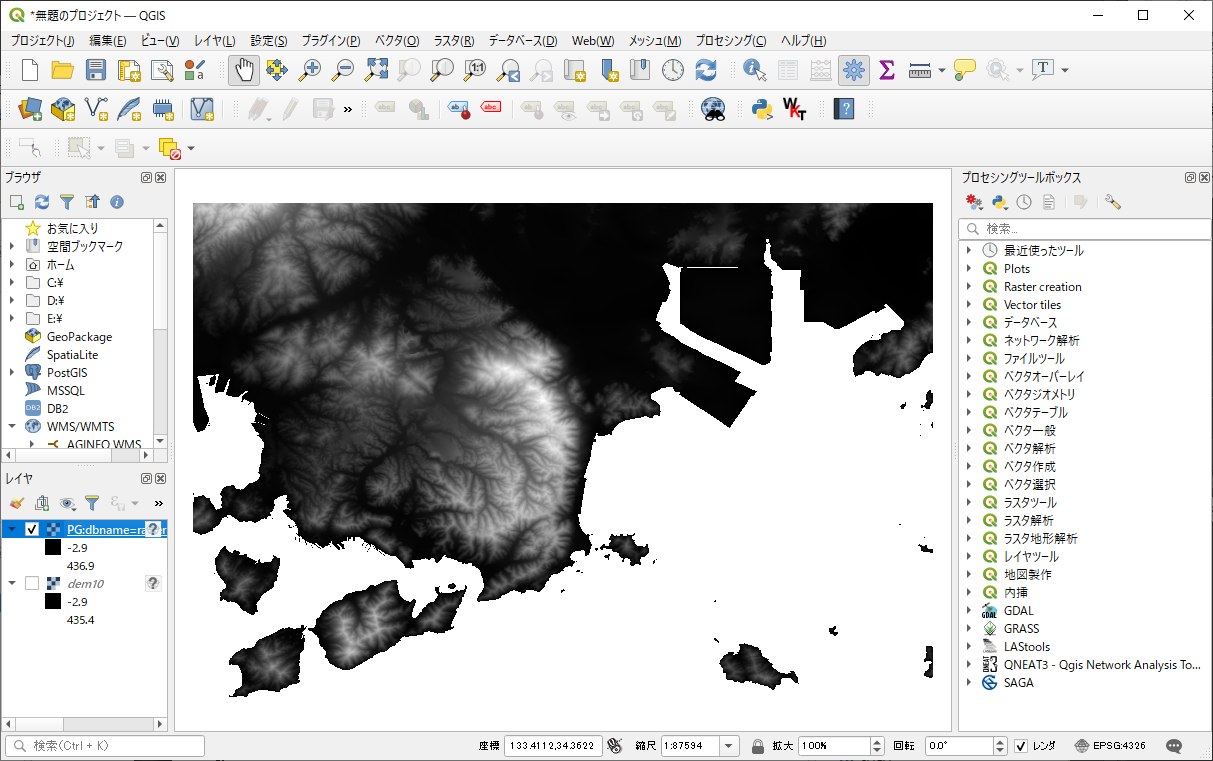 *無題のプロジェクト — QGIS
プロジェクト(J) 編集(E) ビュー(V) レイヤ(L) 設定(S) プラグイン(P) ベクタ(O) ラスタ(R) データベース(D) Web(W) メッシュ(M) プロセシング(C) ヘルプ(H)
ブラウザ
お気に入り
空間ブックマーク
ホーム
C:¥
D:¥
E:¥
GeoPackage
SpatiaLite
PostGIS
MSSQL
DB2
WMS/WMTS
AGINFO WMS
レイヤ
PG:dbname=raster
-2.9
436.9
dem10
-2.9
435.4
検索(Ctrl + K)
プロセシングツールボックス
検索...
最近使ったツール
Plots
Raster creation
Vector tiles
データベース
ネットワーク解析
ファイルツール
ベクタオーバーレイ
ベクタジオメトリ
ベクタテーブル
ベクタ一般
ベクタ解析
ベクタ作成
ベクタ選択
ラスタツール
ラスタ解析
ラスタ地形解析
レイヤツール
地図製作
内挿
GDAL
GRASS
LAStools
QNEAT3 - Qgis Network Analysis To...
SAGA
座標 133.4112,34.3622 縮尺 1:87594 拡大 100% 回転 0.0° レンダ EPSG:4326